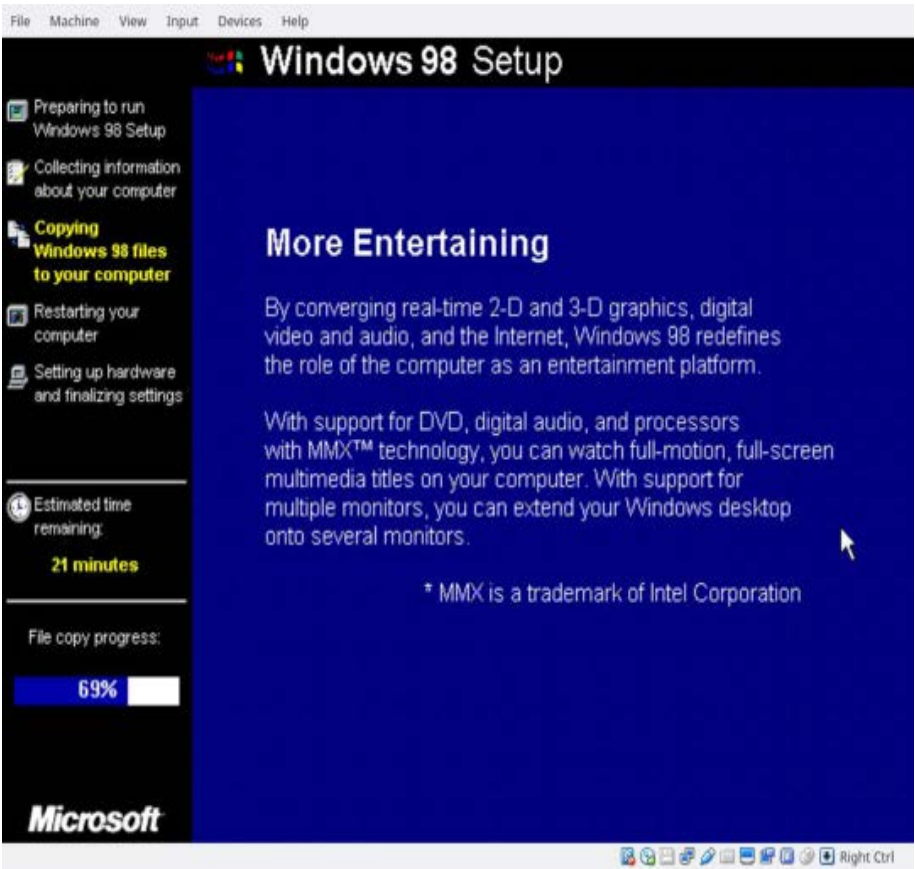 File Machine View Input Devices Help
Windows 98 Setup
Preparing to run
Windows 98 Setup
Collecting information
about your computer
Copying
Windows 98 files
to your computer
Restarting your
computer
Setting up hardware
and finalizing settings
Estimated time
remaining:
21 minutes
File copy progress:
69%
Microsoft
More Entertaining
By converging real-time 2-D and 3-D graphics, digital
video and audio, and the Internet, Windows 98 redefines
the role of the computer as an entertainment platform.
With support for DVD, digital audio, and processors
with MMX™ technology, you can watch full-motion, full-screen
multimedia titles on your computer. With support for
multiple monitors, you can extend your Windows desktop
onto several monitors.
* MMX is a trademark of Intel Corporation
Right Ctrl